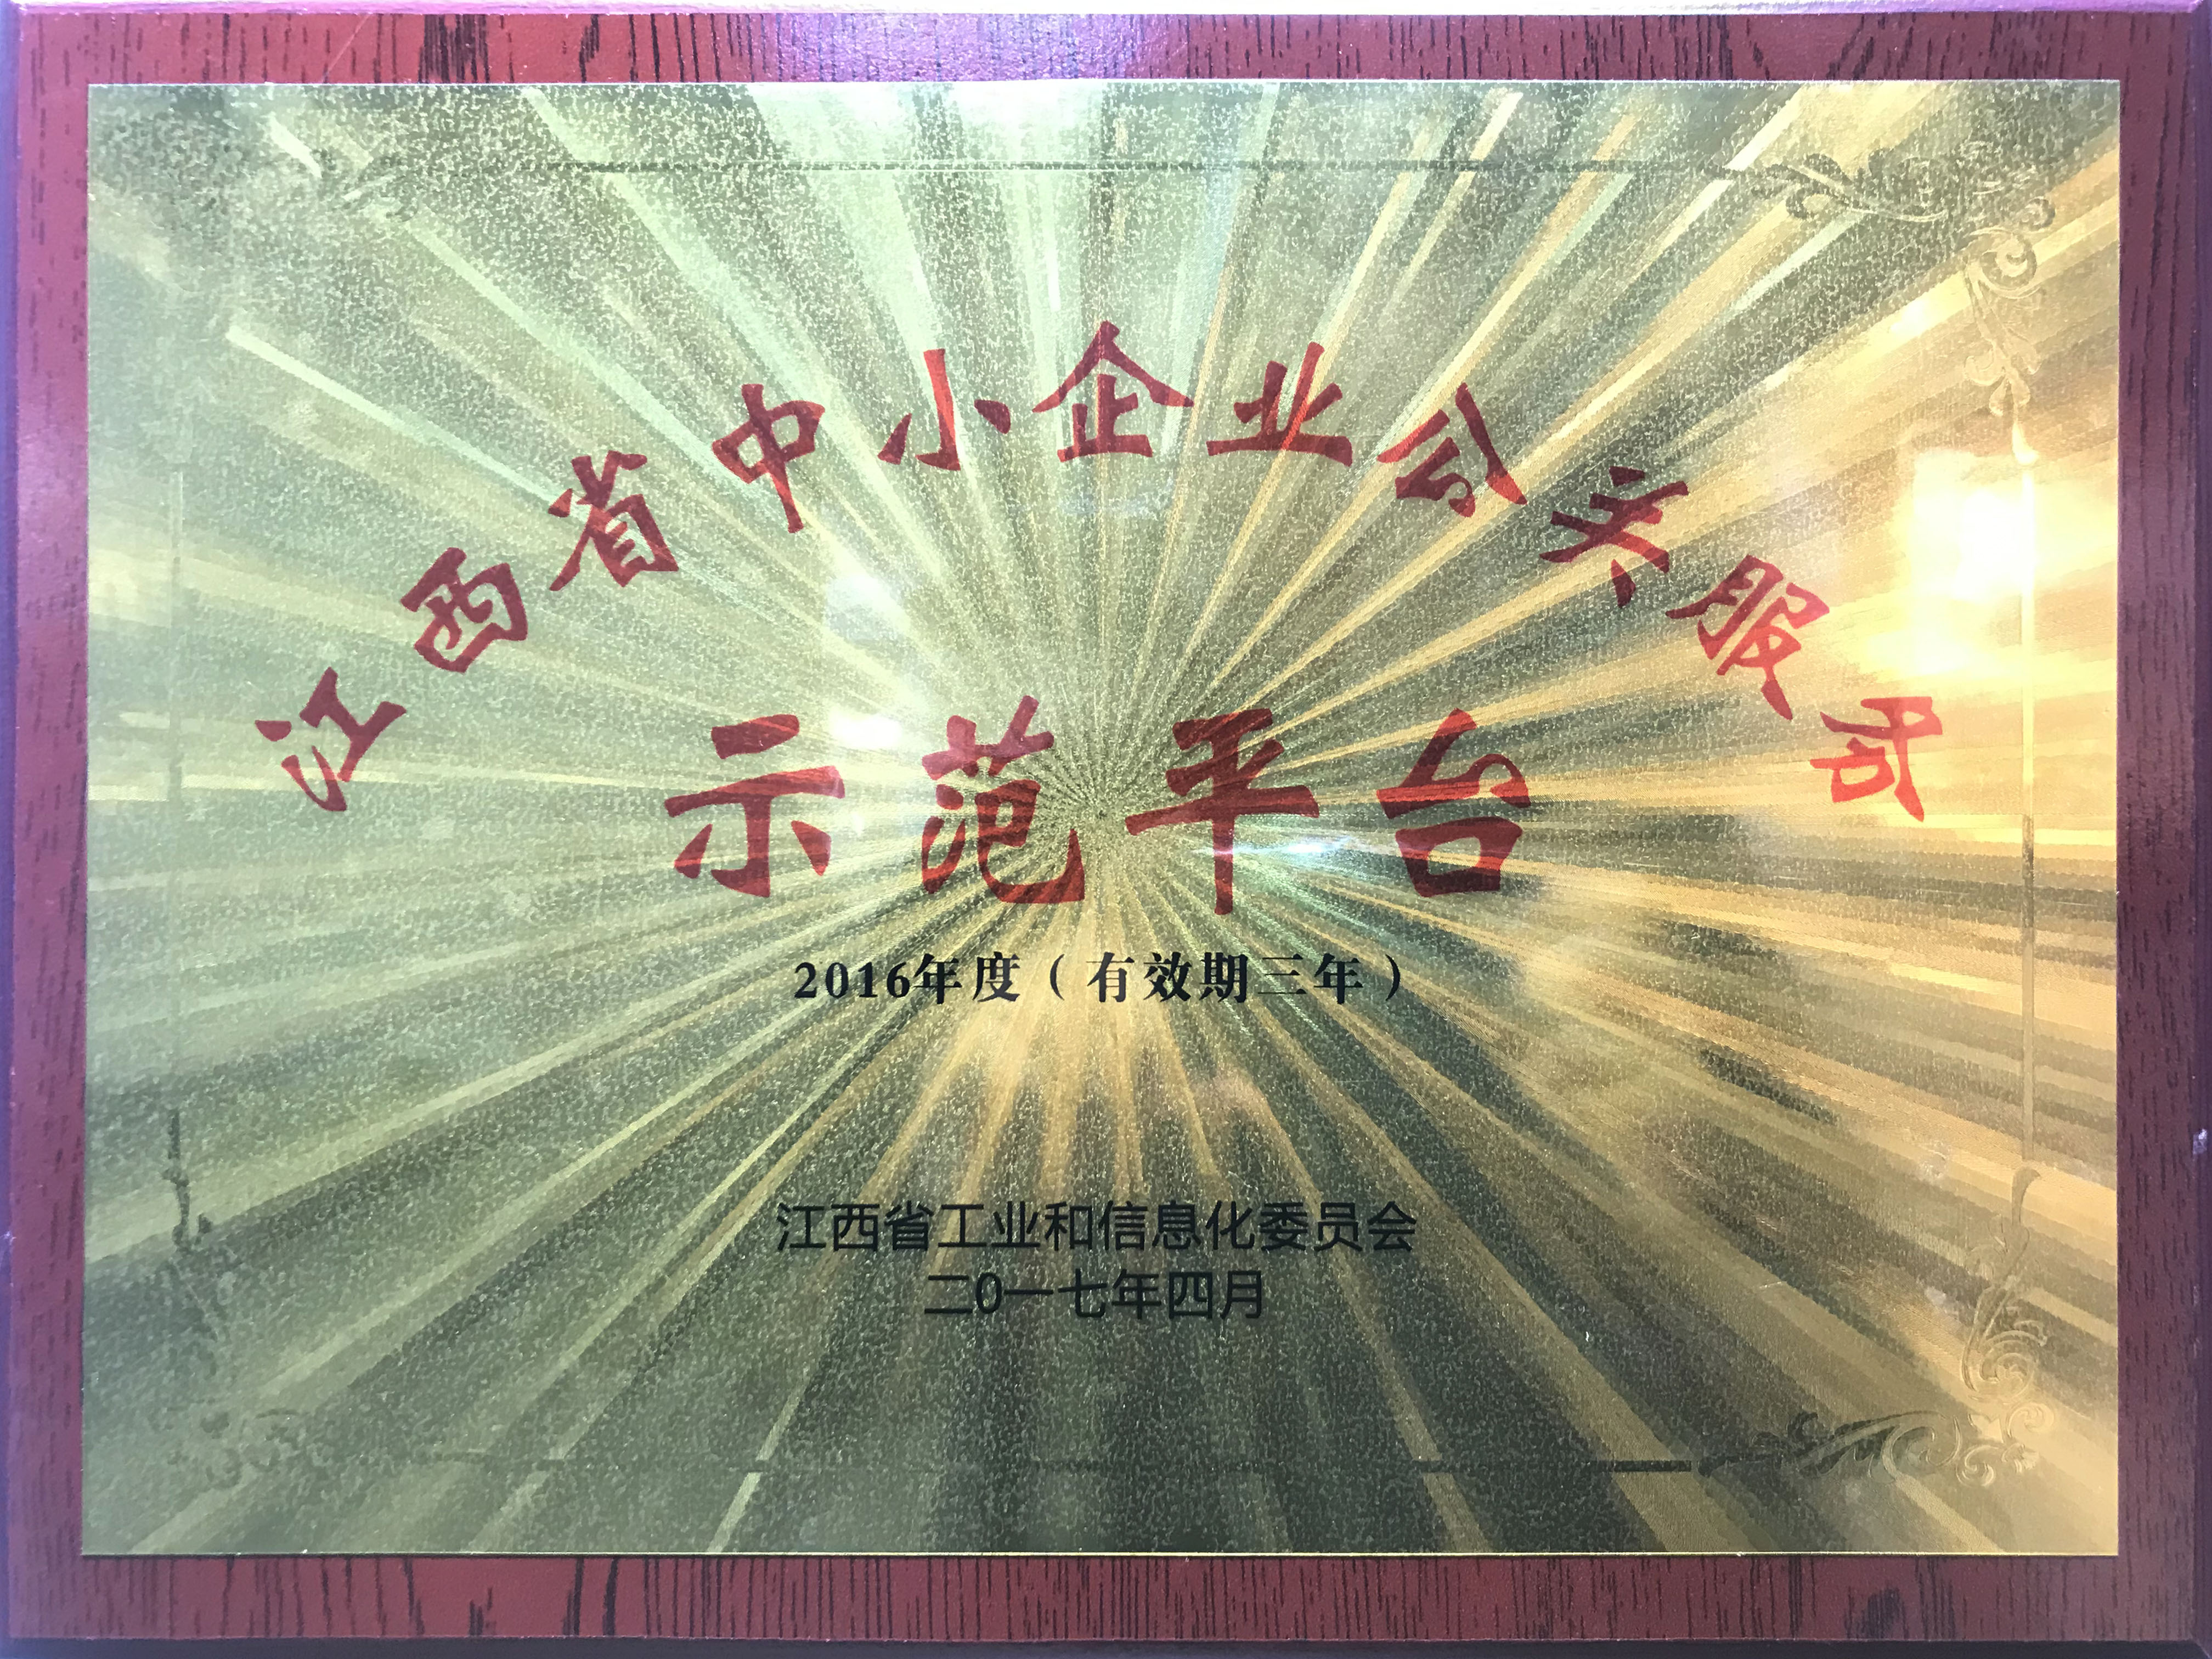 江西省中小企业公共服务
示范平台
2016年度（有效期三年）
江西省工业和信息化委员会
二0一七年四月